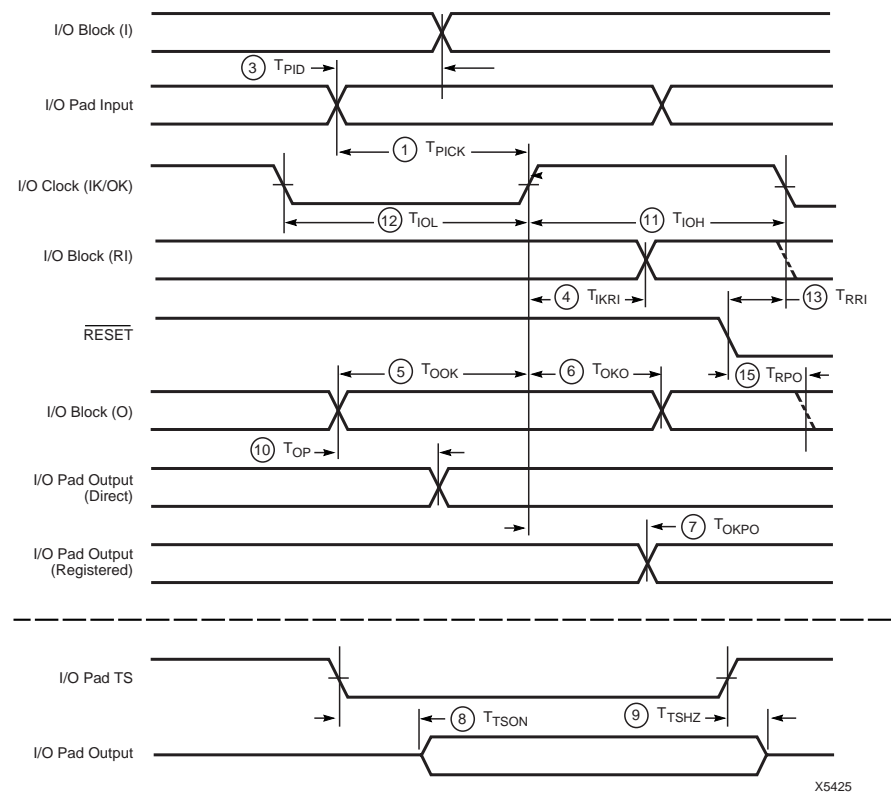 I/O Block (I)
3 TPID
I/O Pad Input
1 TPICK
I/O Clock (IK/OK)
12 TIOL
11 TIOH
I/O Block (RI)
4 TIKRI
13 TRRI
RESET
5 TOOK
6 TOKO
15 TRPO
I/O Block (O)
10 TOP
I/O Pad Output
(Direct)
7 TOKPO
I/O Pad Output
(Registered)
I/O Pad TS
8 TTSON
9 TTSHZ
I/O Pad Output
X5425